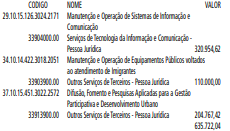 CODIGO NOME VALOR
29.10.15.126.3024.2171 Manutenção e Operação de Sistemas de Informação e
Comunicação
33904000.00 Serviços de Tecnologia da Informação e Comunicação -
Pessoa Jurídica 320.954,62
34.10.14.422.3018.2051 Manutenção e Operação de Equipamentos Públicos voltados
ao atendimento de Imigrantes
33903900.00 Outros Serviços de Terceiros - Pessoa Jurídica 110.000,00
37.10.15.451.3022.2572 Difusão, Fomento e Pesquisas Aplicadas para a Gestão
Participativa e Desenvolvimento Urbano
33913900.00 Outros Serviços de Terceiros - Pessoa Jurídica 204.767,42
635.722,04